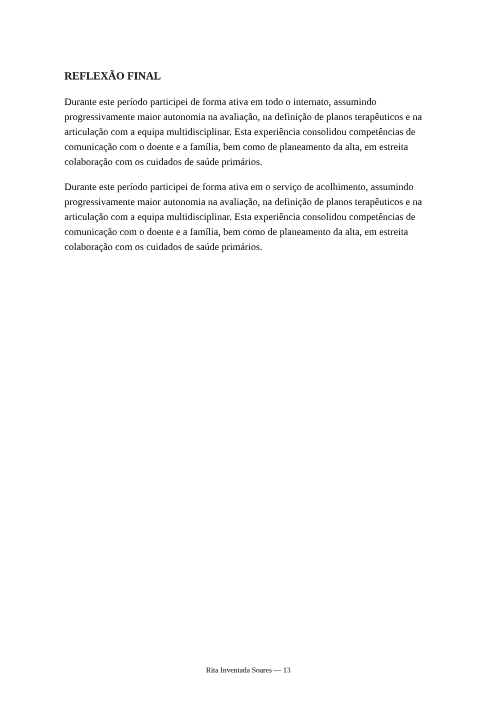 REFLEXÃO FINAL
Durante este período participei de forma ativa em todo o internato, assumindo
progressivamente maior autonomia na avaliação, na definição de planos terapêuticos e na
articulação com a equipa multidisciplinar. Esta experiência consolidou competências de
comunicação com o doente e a família, bem como de planeamento da alta, em estreita
colaboração com os cuidados de saúde primários.
Durante este período participei de forma ativa em o serviço de acolhimento, assumindo
progressivamente maior autonomia na avaliação, na definição de planos terapêuticos e na
articulação com a equipa multidisciplinar. Esta experiência consolidou competências de
comunicação com o doente e a família, bem como de planeamento da alta, em estreita
colaboração com os cuidados de saúde primários.
Rita Inventada Soares — 13